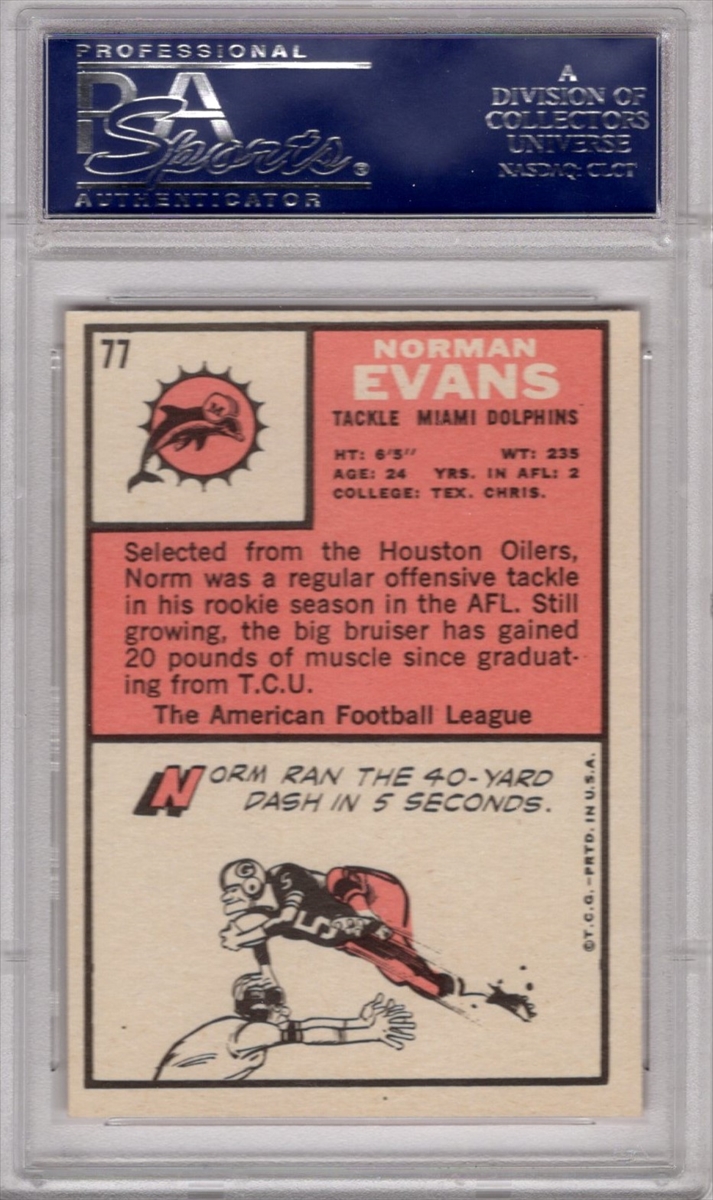 PROFESSIONAL
PSA
Sports®
AUTHENTICATOR
A
DIVISION OF
COLLECTORS
UNIVERSE
NASDAQ: CLCT
77
M
NORMAN
EVANS
TACKLE MIAMI DOLPHINS
HT: 6'5" WT: 235
AGE: 24 YRS. IN AFL: 2
COLLEGE: TEX. CHRIS.
Selected from the Houston Oilers,
Norm was a regular offensive tackle
in his rookie season in the AFL. Still
growing, the big bruiser has gained
20 pounds of muscle since graduat-
ing from T.C.U.
The American Football League
NORM RAN THE 40-YARD
DASH IN 5 SECONDS.
G
5
5
©T.C.G.-PRTD. IN U.S.A.